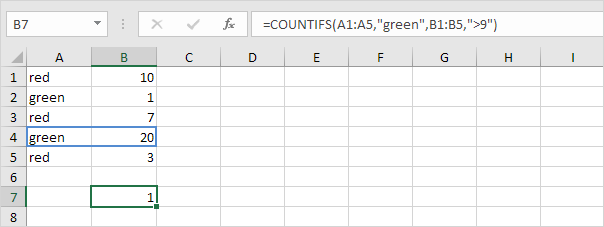 B7 fx =COUNTIFS(A1:A5,"green",B1:B5,">9")
A B C D E F G H I
1 red 10
2 green 1
3 red 7
4 green 20
5 red 3
6
7 1
8